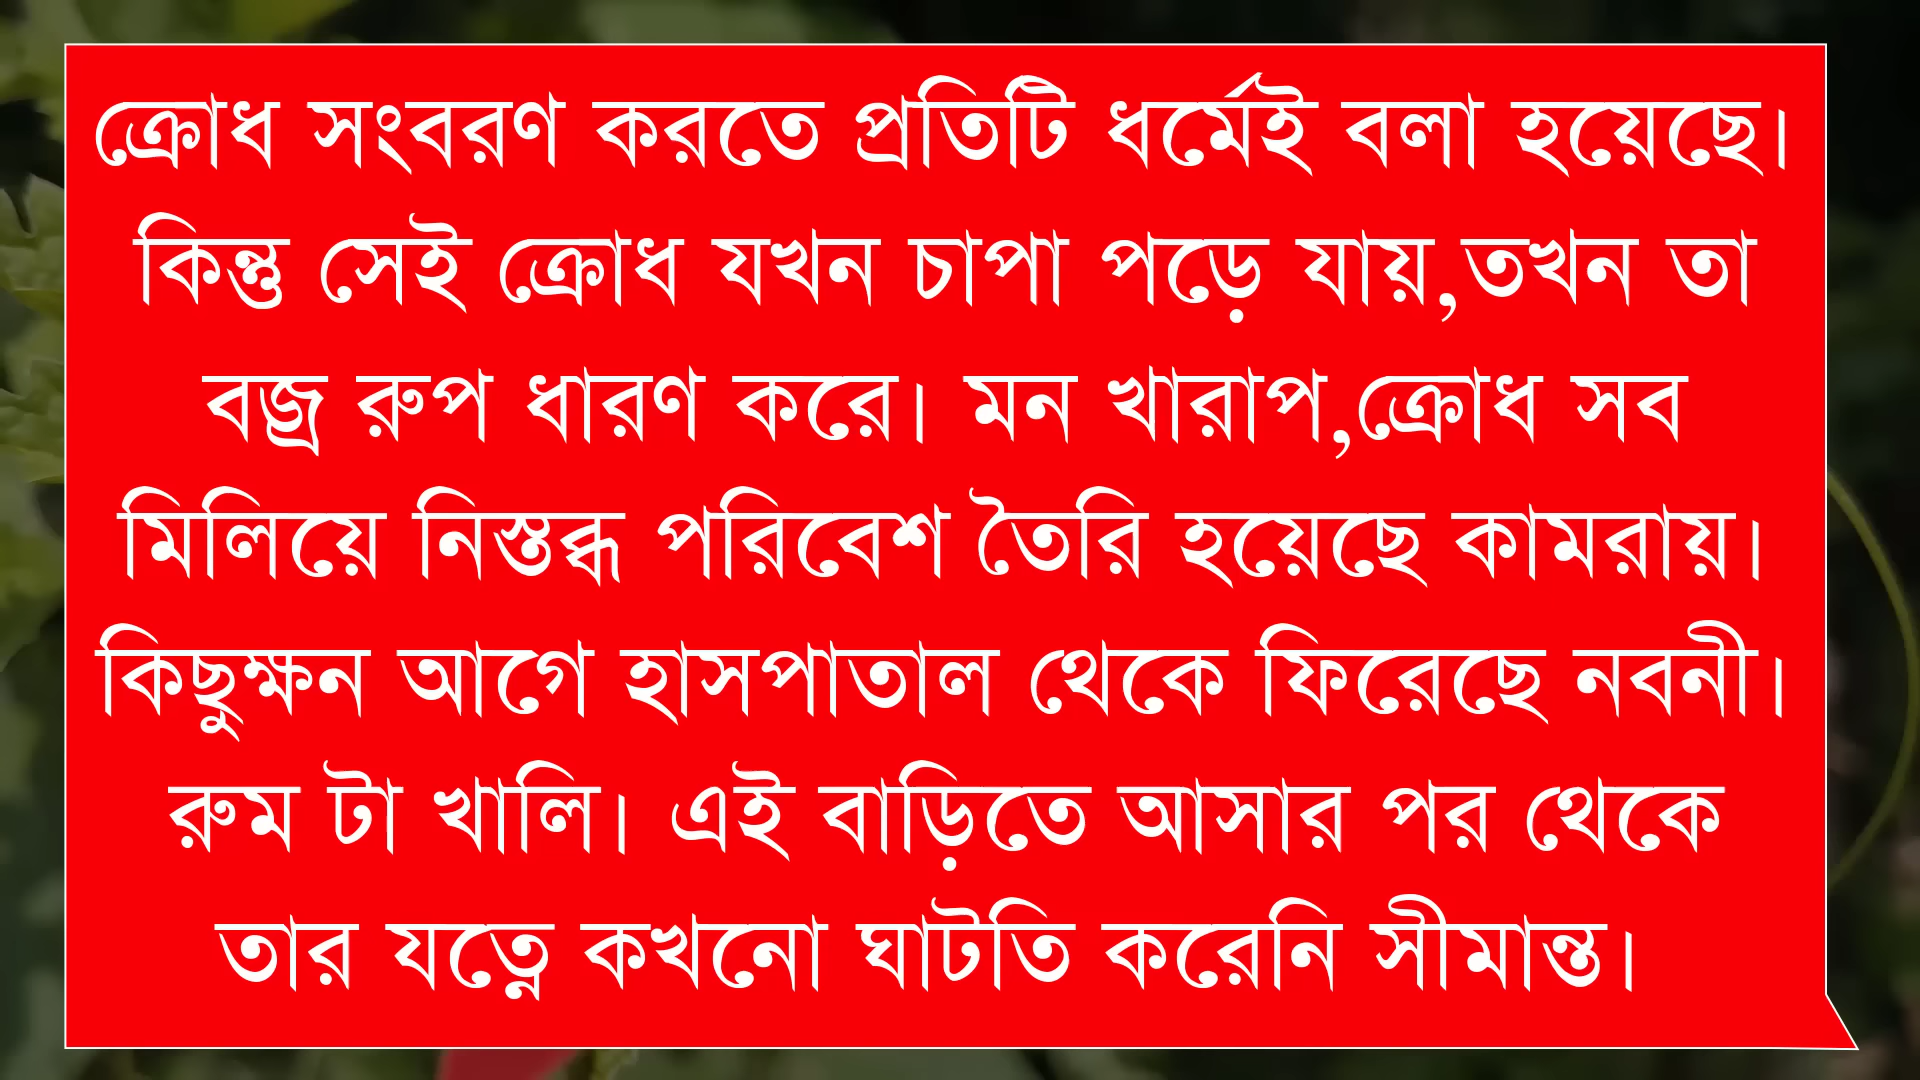 ক্রোধ সংবরণ করতে প্রতিটি ধর্মেই বলা হয়েছে।
কিন্তু সেই ক্রোধ যখন চাপা পড়ে যায়,তখন তা
বজ্র রুপ ধারণ করে। মন খারাপ,ক্রোধ সব
মিলিয়ে নিস্তব্ধ পরিবেশ তৈরি হয়েছে কামরায়।
কিছুক্ষন আগে হাসপাতাল থেকে ফিরেছে নবনী।
রুম টা খালি। এই বাড়িতে আসার পর থেকে
তার যত্নে কখনো ঘাটতি করেনি সীমান্ত।